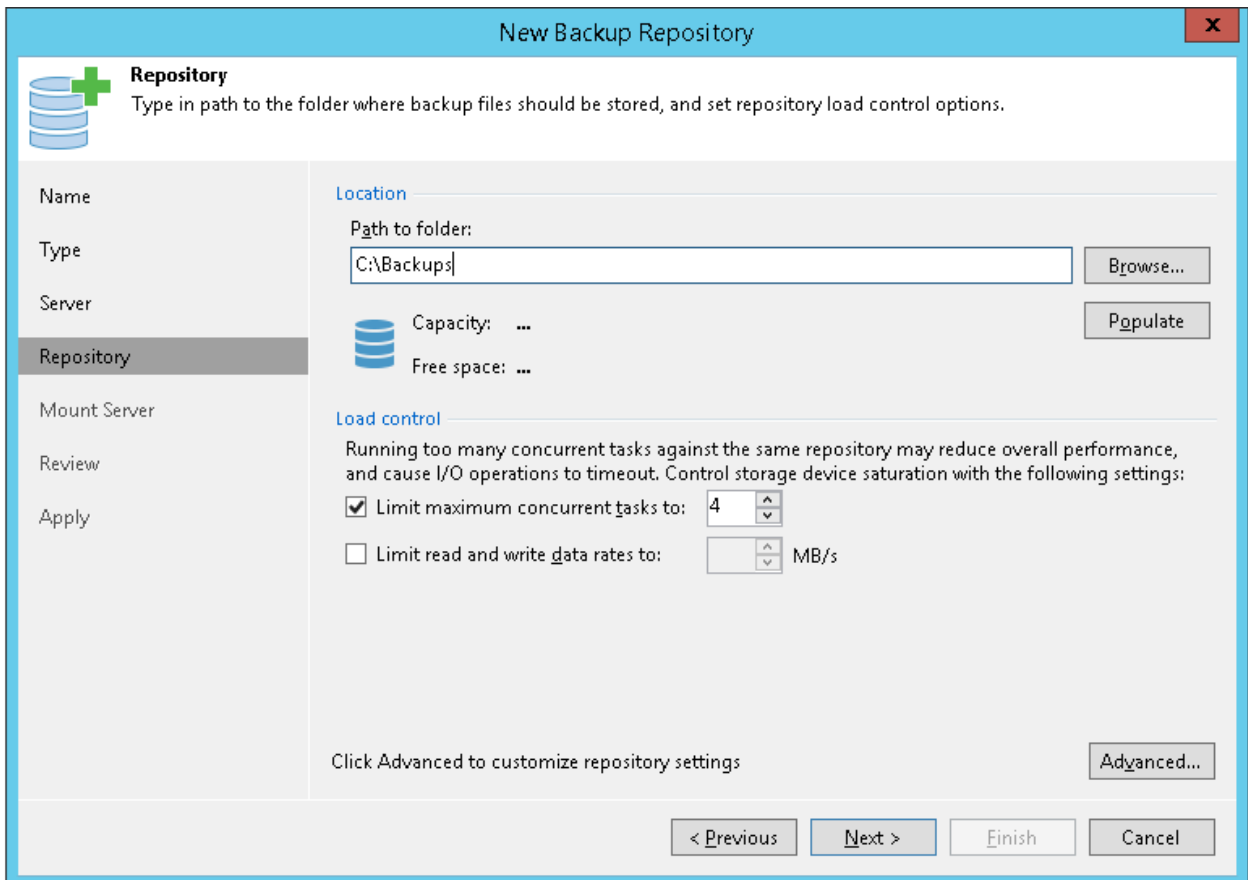 New Backup Repository
x
Repository
Type in path to the folder where backup files should be stored, and set repository load control options.
Name
Type
Server
Repository
Mount Server
Review
Apply
Location
Path to folder:
C:\Backups
Browse...
Capacity: ...
Populate
Free space: ...
Load control
Running too many concurrent tasks against the same repository may reduce overall performance,
and cause I/O operations to timeout. Control storage device saturation with the following settings:
Limit maximum concurrent tasks to: 4
Limit read and write data rates to: MB/s
Click Advanced to customize repository settings
Advanced...
< Previous
Next >
Finish
Cancel